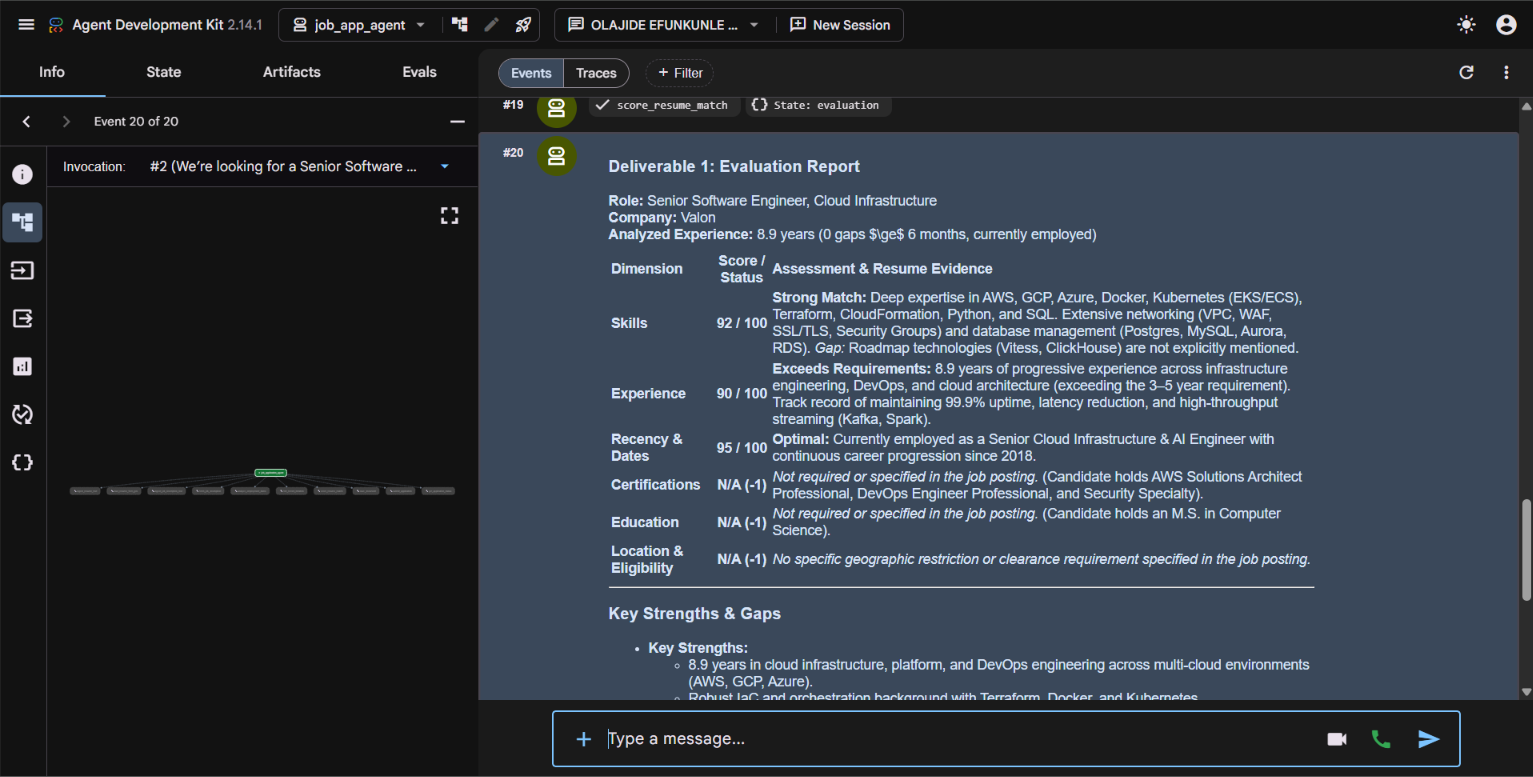 Agent Development Kit 2.14.1
job_app_agent
OLAJIDE EFUNKUNLE ...
New Session
Info
State
Artifacts
Evals
Events
Traces
+ Filter
Event 20 of 20
Invocation: #2 (We're looking for a Senior Software ...
#19
score_resume_match
{} State: evaluation
#20
Deliverable 1: Evaluation Report
Role: Senior Software Engineer, Cloud Infrastructure
Company: Valon
Analyzed Experience: 8.9 years (0 gaps $\ge$ 6 months, currently employed)
Dimension
Score /
Status
Assessment & Resume Evidence
Skills
92 / 100
Strong Match: Deep expertise in AWS, GCP, Azure, Docker, Kubernetes (EKS/ECS),
Terraform, CloudFormation, Python, and SQL. Extensive networking (VPC, WAF,
SSL/TLS, Security Groups) and database management (Postgres, MySQL, Aurora,
RDS). Gap: Roadmap technologies (Vitess, ClickHouse) are not explicitly mentioned.
Experience
90 / 100
Exceeds Requirements: 8.9 years of progressive experience across infrastructure
engineering, DevOps, and cloud architecture (exceeding the 3–5 year requirement).
Track record of maintaining 99.9% uptime, latency reduction, and high-throughput
streaming (Kafka, Spark).
Recency &
Dates
95 / 100
Optimal: Currently employed as a Senior Cloud Infrastructure & AI Engineer with
continuous career progression since 2018.
Certifications
N/A (-1)
Not required or specified in the job posting. (Candidate holds AWS Solutions Architect
Professional, DevOps Engineer Professional, and Security Specialty).
Education
N/A (-1)
Not required or specified in the job posting. (Candidate holds an M.S. in Computer
Science).
Location &
Eligibility
N/A (-1)
No specific geographic restriction or clearance requirement specified in the job posting.
Key Strengths & Gaps
• Key Strengths:
◦ 8.9 years in cloud infrastructure, platform, and DevOps engineering across multi-cloud environments
(AWS, GCP, Azure).
◦ Robust IaC and orchestration background with Terraform, Docker, and Kubernetes
Type a message...